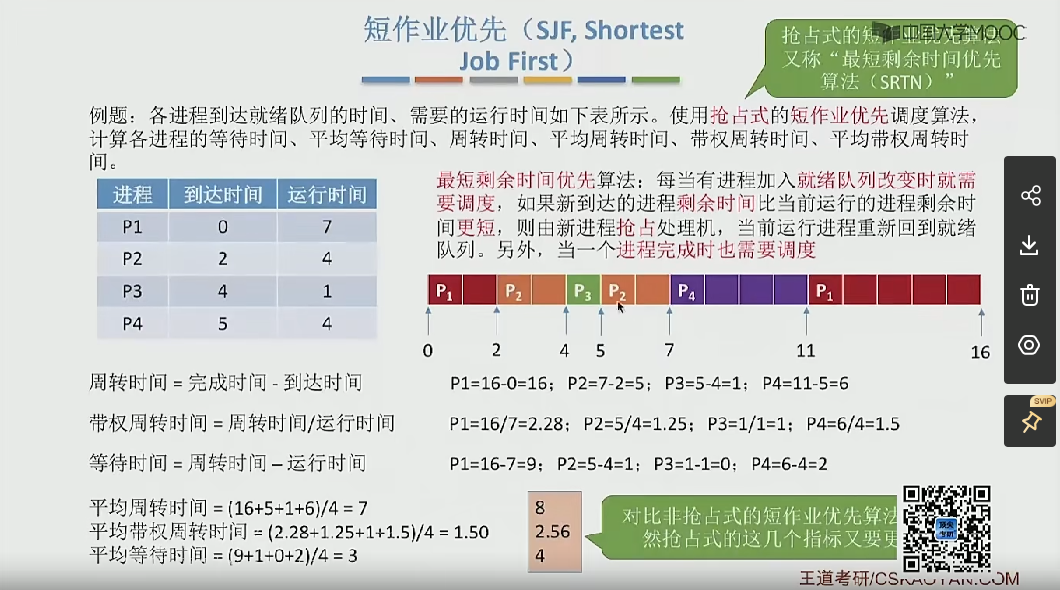 短作业优先（SJF, Shortest
Job First）
中国大学MOOC
抢占式的短作业优先算法
又称“最短剩余时间优先
算法（SRTN）”
例题：各进程到达就绪队列的时间、需要的运行时间如下表所示。使用抢占式的短作业优先调度算法，
计算各进程的等待时间、平均等待时间、周转时间、平均周转时间、带权周转时间、平均带权周转时
间。
进程 到达时间 运行时间
P1 0 7
P2 2 4
P3 4 1
P4 5 4
最短剩余时间优先算法：每当有进程加入就绪队列改变时就需
要调度，如果新到达的进程剩余时间比当前运行的进程剩余时
间更短，则由新进程抢占处理机，当前运行进程重新回到就绪
队列。另外，当一个进程完成时也需要调度
P1 P2 P3 P2 P4 P1
0 2 4 5 7 11 16
周转时间 = 完成时间 - 到达时间 P1=16-0=16；P2=7-2=5；P3=5-4=1；P4=11-5=6
带权周转时间 = 周转时间/运行时间 P1=16/7=2.28；P2=5/4=1.25；P3=1/1=1；P4=6/4=1.5
等待时间 = 周转时间 – 运行时间 P1=16-7=9；P2=5-4=1；P3=1-1=0；P4=6-4=2
平均周转时间 = (16+5+1+6)/4 = 7
平均带权周转时间 = (2.28+1.25+1+1.5)/4 = 1.50
平均等待时间 = (9+1+0+2)/4 = 3
8
2.56
4
对比非抢占式的短作业优先算法
然抢占式的这几个指标又要更
王道考研/CSKAOYAN.COM
SVIP